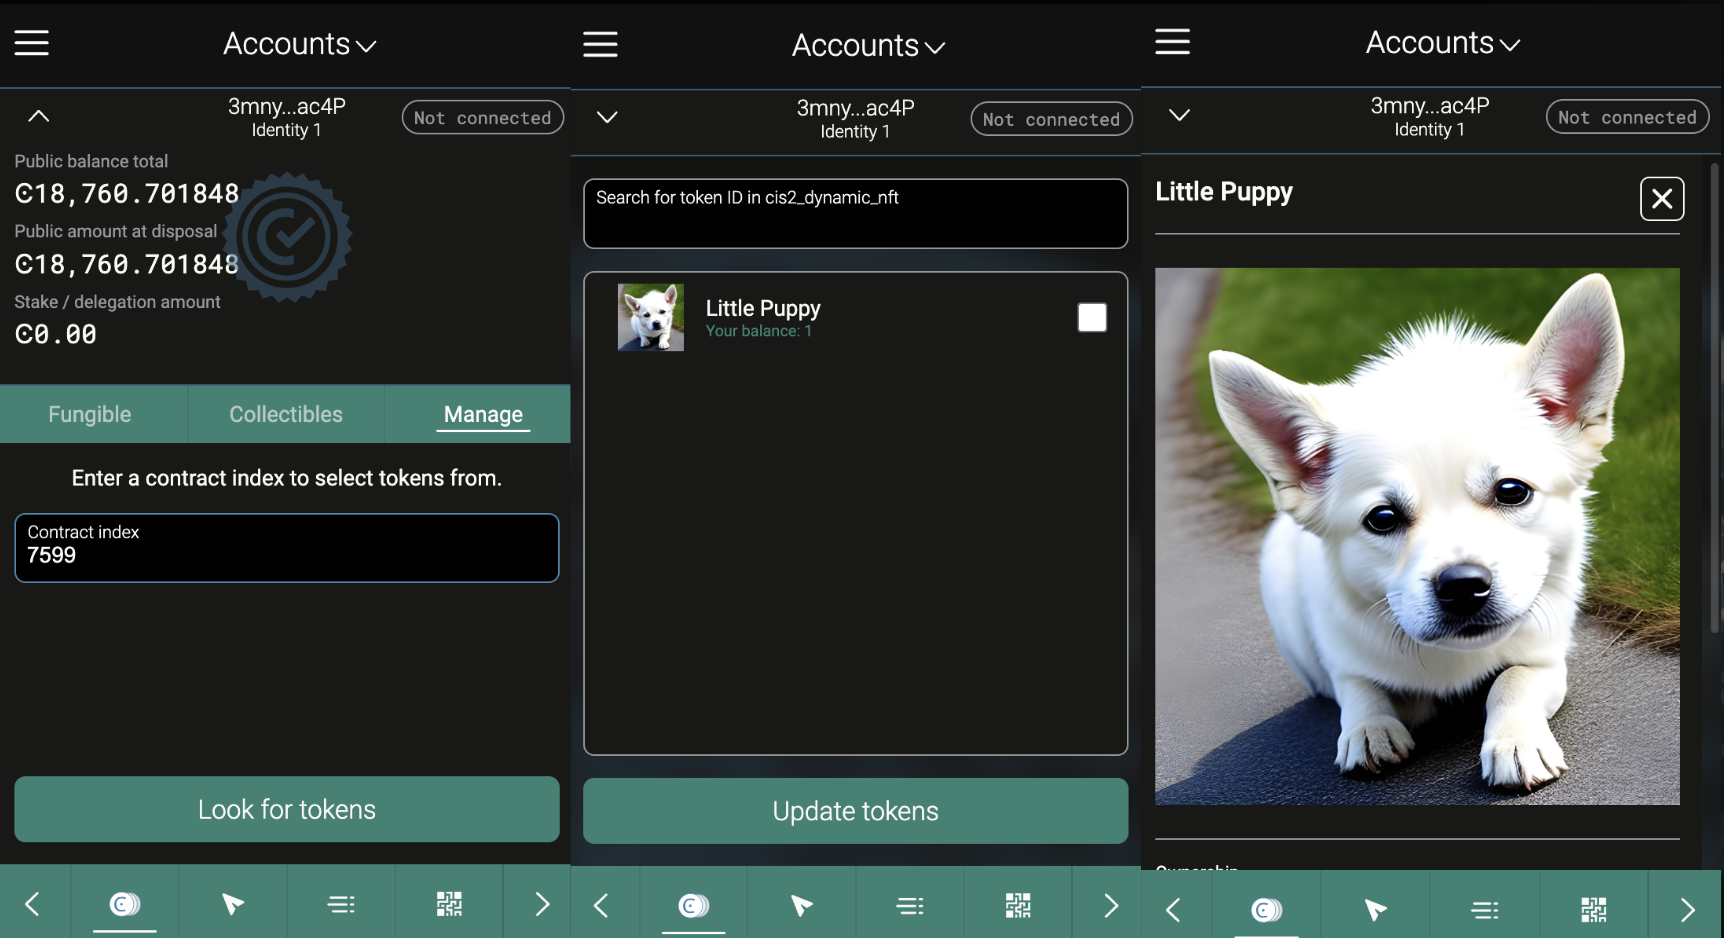 Accounts
3mny...ac4P
Identity 1
Not connected
Public balance total
Ͼ18,760.701848
Public amount at disposal
Ͼ18,760.701848
Stake / delegation amount
Ͼ0.00
Fungible
Collectibles
Manage
Enter a contract index to select tokens from.
Contract index
7599
Look for tokens
Accounts
3mny...ac4P
Identity 1
Not connected
Search for token ID in cis2_dynamic_nft
Little Puppy
Your balance: 1
Update tokens
Accounts
3mny...ac4P
Identity 1
Not connected
Little Puppy
Ownership